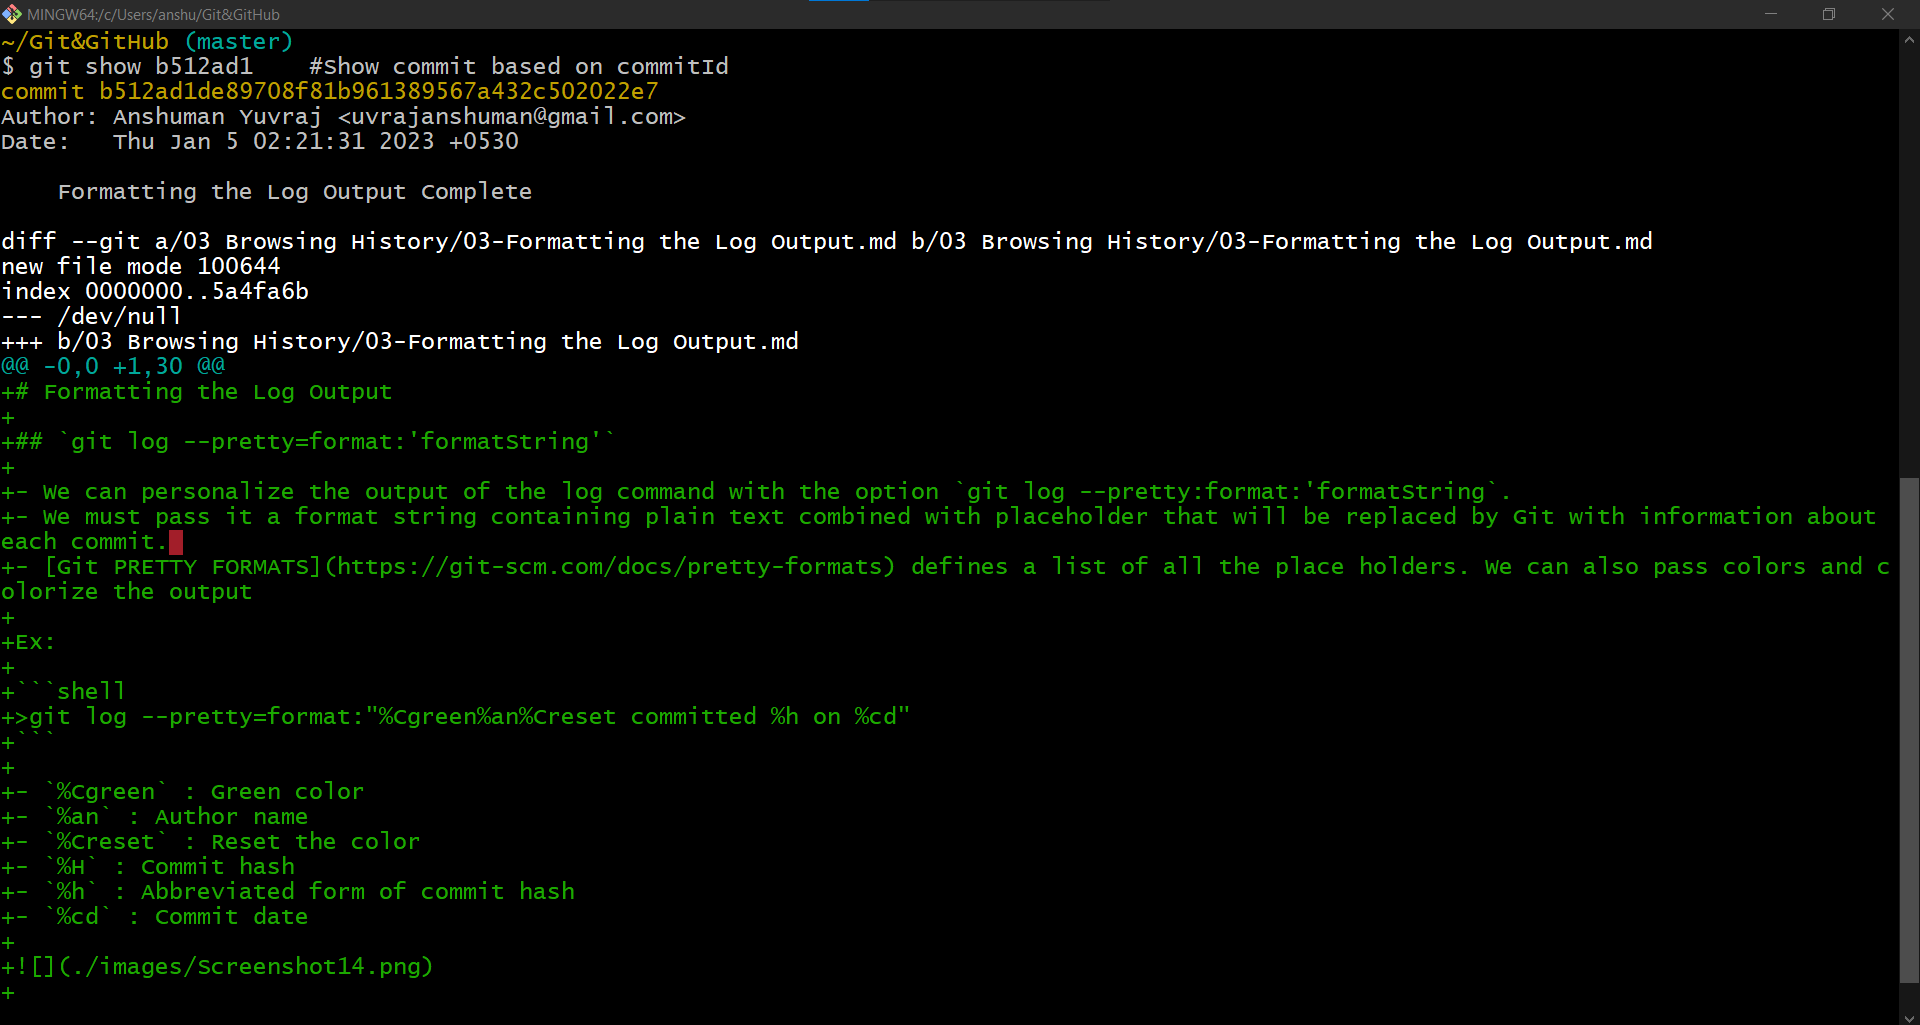 MINGW64:/c/Users/anshu/Git&GitHub
~/Git&GitHub (master)
$ git show b512ad1    #Show commit based on commitId
commit b512ad1de89708f81b961389567a432c502022e7
Author: Anshuman Yuvraj <uvrajanshuman@gmail.com>
Date:   Thu Jan 5 02:21:31 2023 +0530
    Formatting the Log Output Complete
diff --git a/03 Browsing History/03-Formatting the Log Output.md b/03 Browsing History/03-Formatting the Log Output.md
new file mode 100644
index 0000000..5a4fa6b
--- /dev/null
+++ b/03 Browsing History/03-Formatting the Log Output.md
@@ -0,0 +1,30 @@
+# Formatting the Log Output
+
+## `git log --pretty=format:'formatString'`
+
+- We can personalize the output of the log command with the option `git log --pretty:format:'formatString`.
+- We must pass it a format string containing plain text combined with placeholder that will be replaced by Git with information about
each commit.
+- [Git PRETTY FORMATS](https://git-scm.com/docs/pretty-formats) defines a list of all the place holders. We can also pass colors and c
olorize the output
+
+Ex:
+
+```shell
+>git log --pretty=format:"%Cgreen%an%Creset committed %h on %cd"
+```
+
+- `%Cgreen` : Green color
+- `%an` : Author name
+- `%Creset` : Reset the color
+- `%H` : Commit hash
+- `%h` : Abbreviated form of commit hash
+- `%cd` : Commit date
+
+![](./images/Screenshot14.png)
+